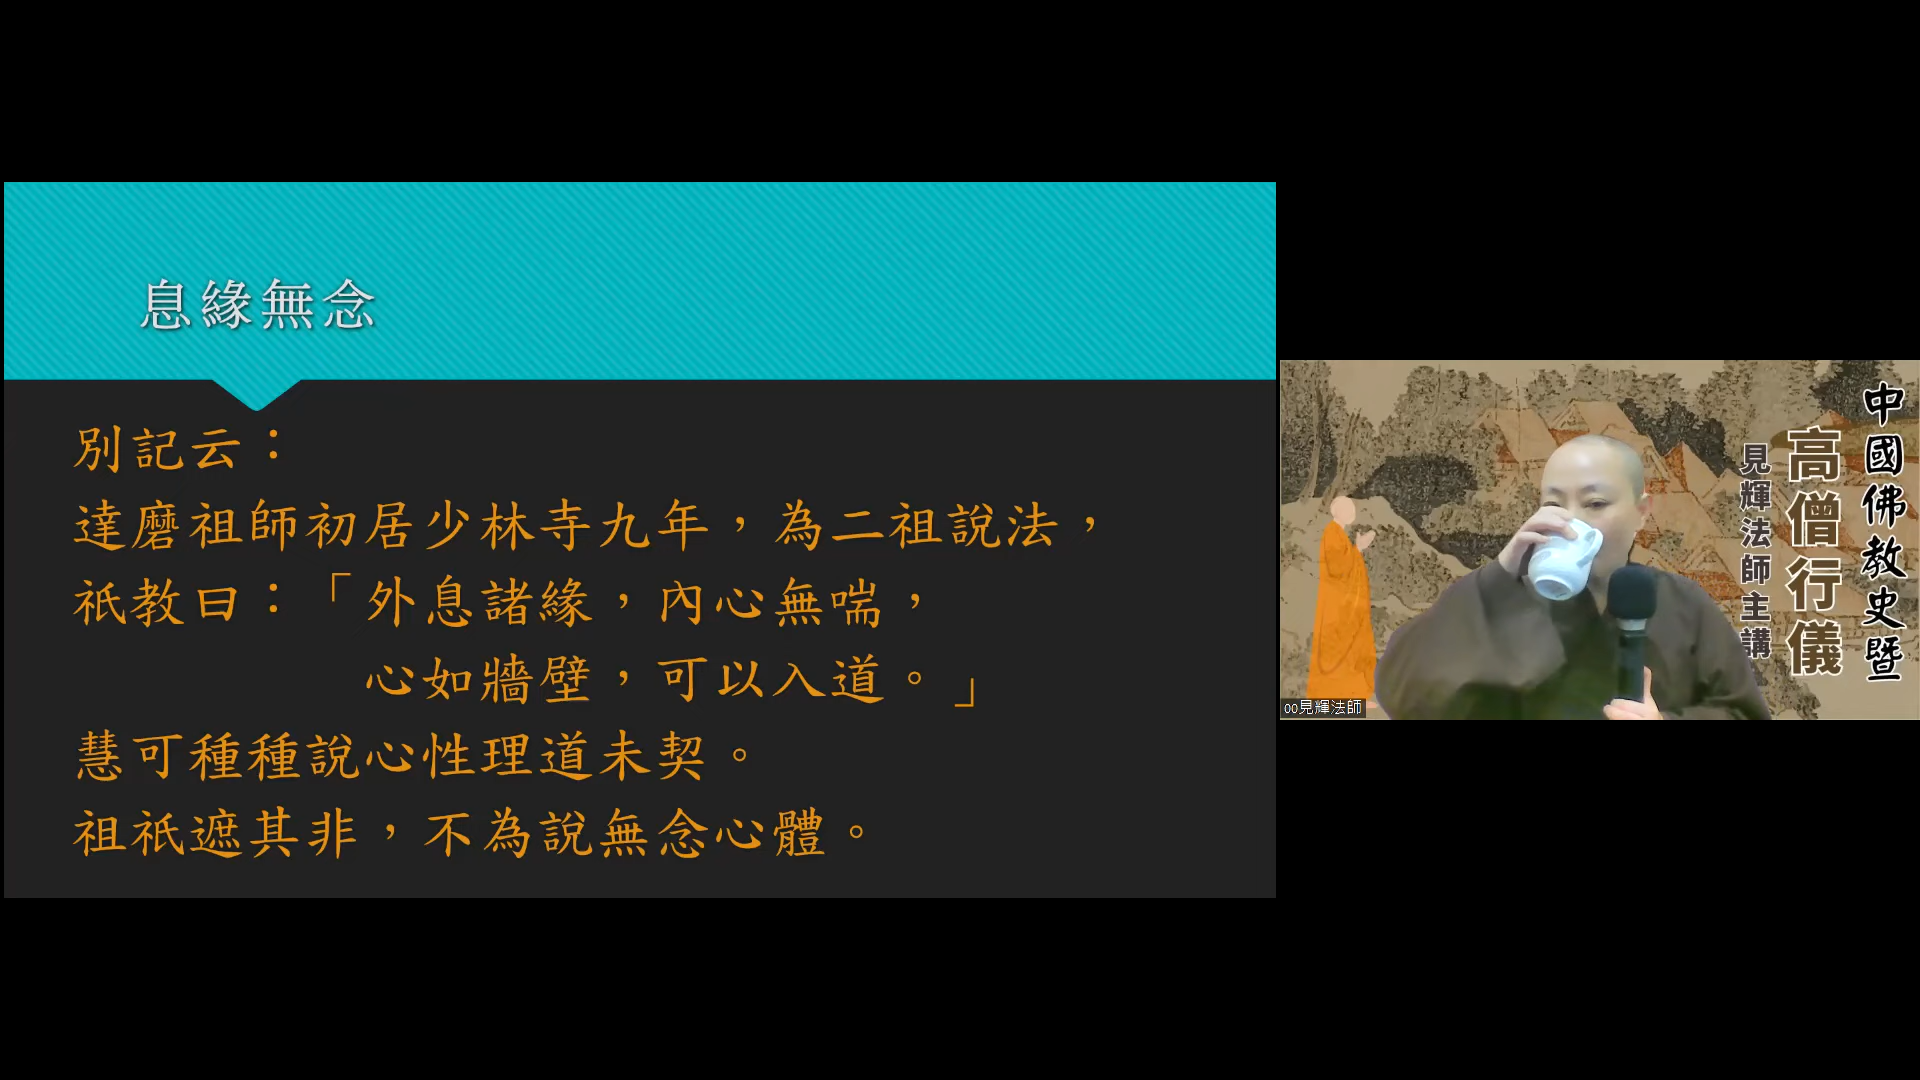 息緣無念
別記云：
達磨祖師初居少林寺九年，為二祖說法，
祇教曰：「外息諸緣，內心無喘，
心如牆壁，可以入道。」
慧可種種說心性理道未契。
祖祇遮其非，不為說無念心體。
中國佛教史暨
高僧行儀
見輝法師主講
oo見輝法師